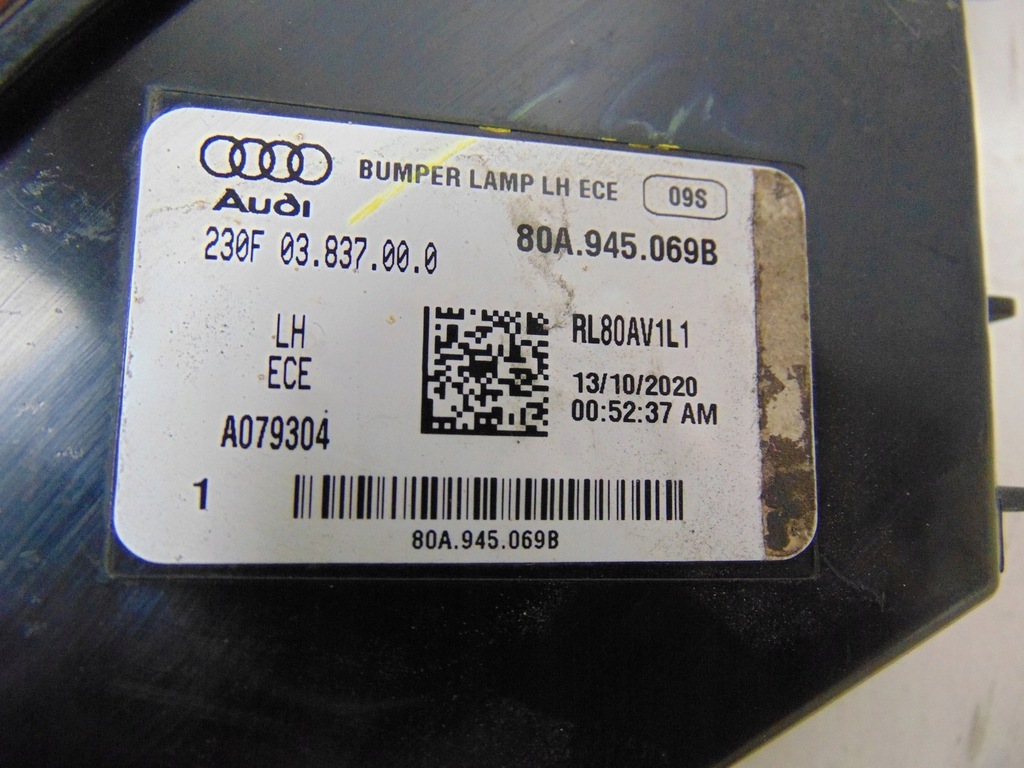 Audi
BUMPER LAMP LH ECE 09S
230F 03.837.00.0
80A.945.069B
LH
ECE
A079304
RL80AV1L1
13/10/2020
00:52:37 AM
1
80A.945.069B